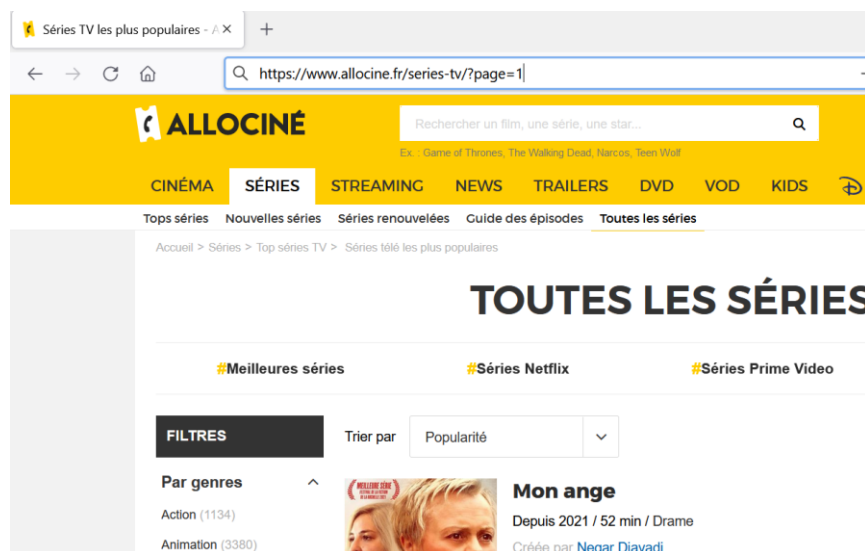 Séries TV les plus populaires - A
https://www.allocine.fr/series-tv/?page=1
ALLOCINÉ
Rechercher un film, une série, une star...
Ex. : Game of Thrones, The Walking Dead, Narcos, Teen Wolf
CINÉMA SÉRIES STREAMING NEWS TRAILERS DVD VOD KIDS D
Tops séries Nouvelles séries Séries renouvelées Guide des épisodes Toutes les séries
Accueil > Séries > Top séries TV > Séries télé les plus populaires
TOUTES LES SÉRIES
#Meilleures séries #Séries Netflix #Séries Prime Video
FILTRES Trier par Popularité
Par genres
Action (1134)
Animation (3380)
MEILLEURE SÉRIE
Mon ange
Depuis 2021 / 52 min / Drame
Créée par Negar Djavadi